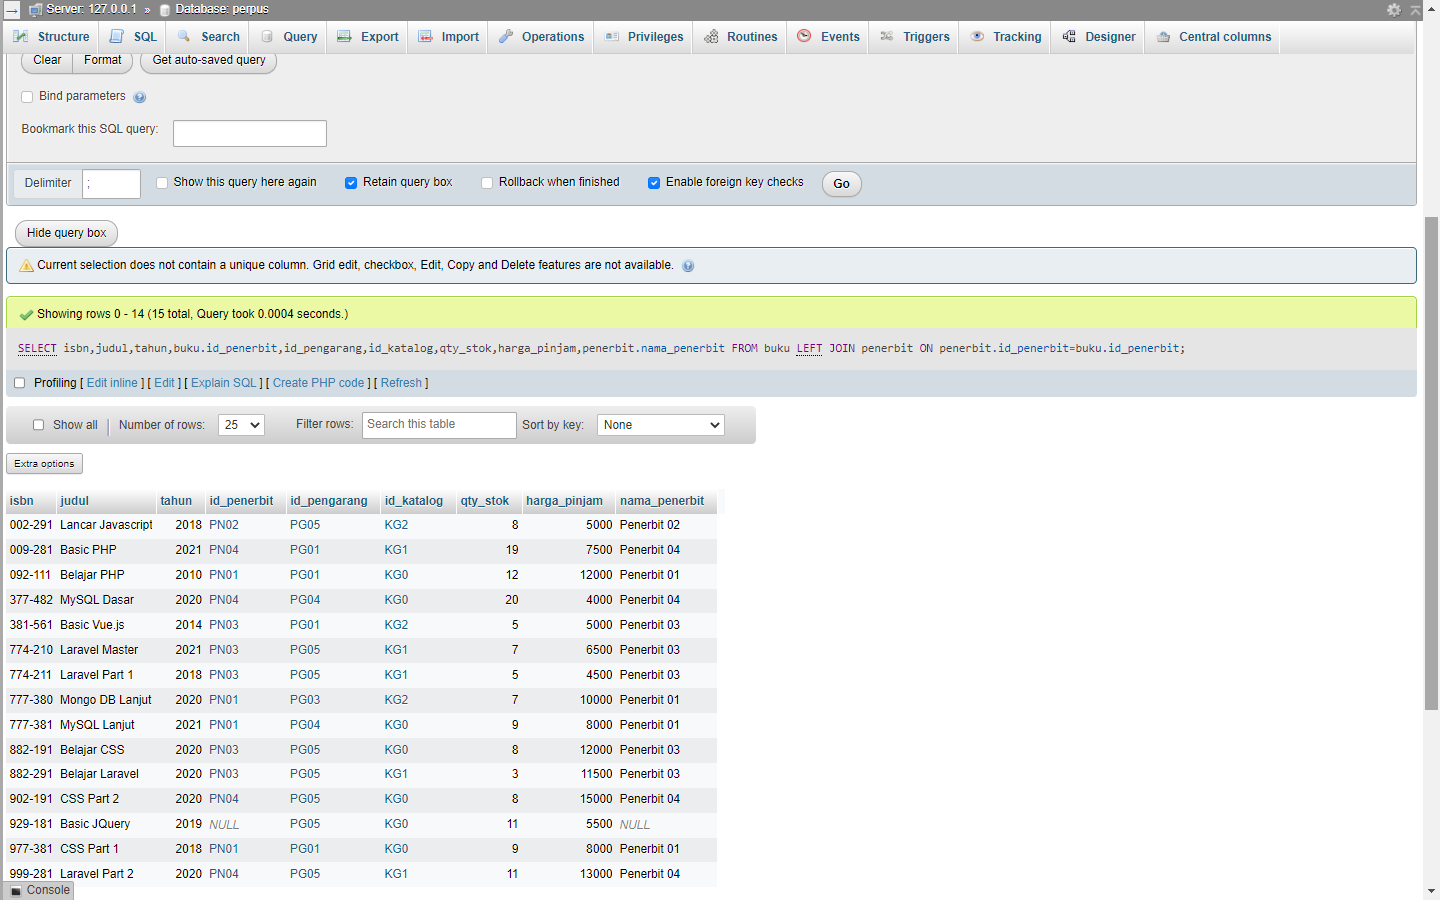 Server: 127.0.0.1 » Database: perpus
Structure SQL Search Query Export Import Operations Privileges Routines Events Triggers Tracking Designer Central columns
Clear Format Get auto-saved query
Bind parameters
Bookmark this SQL query:
Delimiter ; Show this query here again Retain query box Rollback when finished Enable foreign key checks Go
Hide query box
Current selection does not contain a unique column. Grid edit, checkbox, Edit, Copy and Delete features are not available.
Showing rows 0 - 14 (15 total, Query took 0.0004 seconds.)
SELECT isbn,judul,tahun,buku.id_penerbit,id_pengarang,id_katalog,qty_stok,harga_pinjam,penerbit.nama_penerbit FROM buku LEFT JOIN penerbit ON penerbit.id_penerbit=buku.id_penerbit;
Profiling [ Edit inline ] [ Edit ] [ Explain SQL ] [ Create PHP code ] [ Refresh ]
Show all Number of rows: 25 Filter rows: Search this table Sort by key: None
Extra options
isbn judul tahun id_penerbit id_pengarang id_katalog qty_stok harga_pinjam nama_penerbit
002-291 Lancar Javascript 2018 PN02 PG05 KG2 8 5000 Penerbit 02
009-281 Basic PHP 2021 PN04 PG01 KG1 19 7500 Penerbit 04
092-111 Belajar PHP 2010 PN01 PG01 KG0 12 12000 Penerbit 01
377-482 MySQL Dasar 2020 PN04 PG04 KG0 20 4000 Penerbit 04
381-561 Basic Vue.js 2014 PN03 PG01 KG2 5 5000 Penerbit 03
774-210 Laravel Master 2021 PN03 PG05 KG1 7 6500 Penerbit 03
774-211 Laravel Part 1 2018 PN03 PG05 KG1 5 4500 Penerbit 03
777-380 Mongo DB Lanjut 2020 PN01 PG03 KG2 7 10000 Penerbit 01
777-381 MySQL Lanjut 2021 PN01 PG04 KG0 9 8000 Penerbit 01
882-191 Belajar CSS 2020 PN03 PG05 KG0 8 12000 Penerbit 03
882-291 Belajar Laravel 2020 PN03 PG05 KG1 3 11500 Penerbit 03
902-191 CSS Part 2 2020 PN04 PG05 KG0 8 15000 Penerbit 04
929-181 Basic JQuery 2019 NULL PG05 KG0 11 5500 NULL
977-381 CSS Part 1 2018 PN01 PG01 KG0 9 8000 Penerbit 01
999-281 Laravel Part 2 2020 PN04 PG05 KG1 11 13000 Penerbit 04
Console